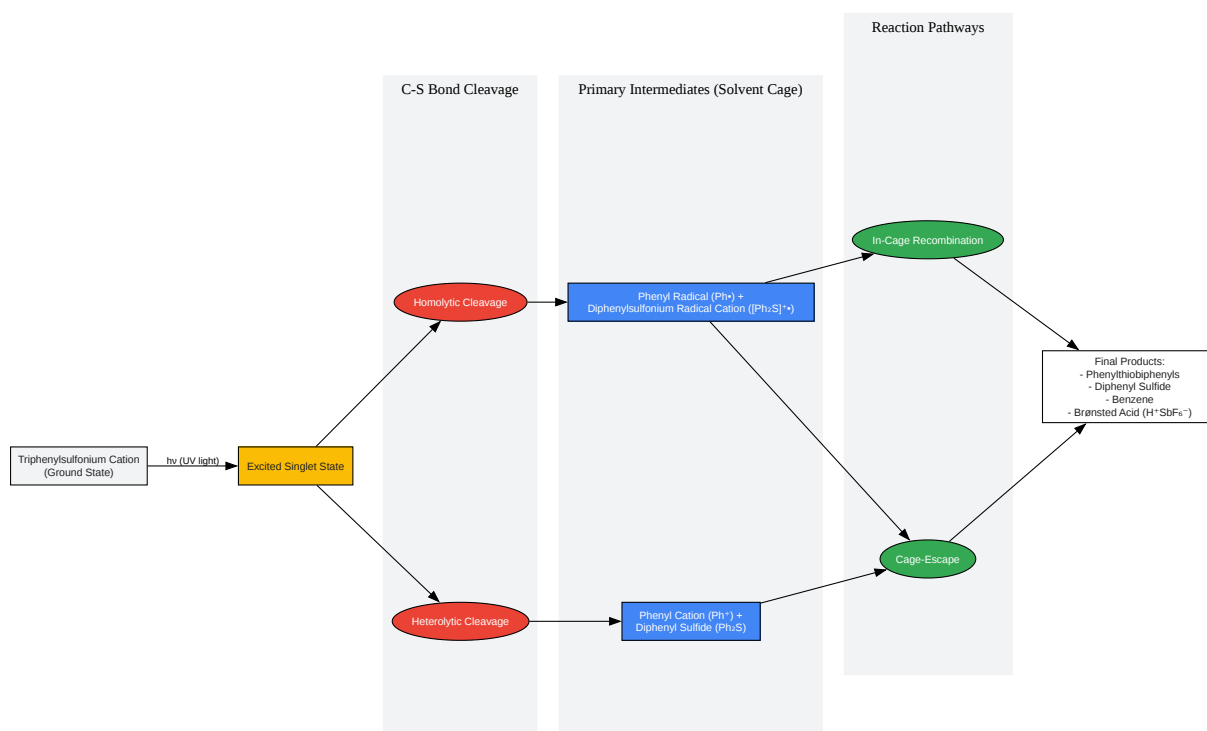 Reaction Pathways
C-S Bond Cleavage
Primary Intermediates (Solvent Cage)
In-Cage Recombination
Homolytic Cleavage
Phenyl Radical (Ph•) +
Diphenylsulfonium Radical Cation ([Ph₂S]⁺•)
Final Products:
- Phenylthiobiphenyls
- Diphenyl Sulfide
- Benzene
- Brønsted Acid (H⁺SbF₆⁻)
Triphenylsulfonium Cation
(Ground State)
hν (UV light)
Excited Singlet State
Cage-Escape
Heterolytic Cleavage
Phenyl Cation (Ph⁺) +
Diphenyl Sulfide (Ph₂S)